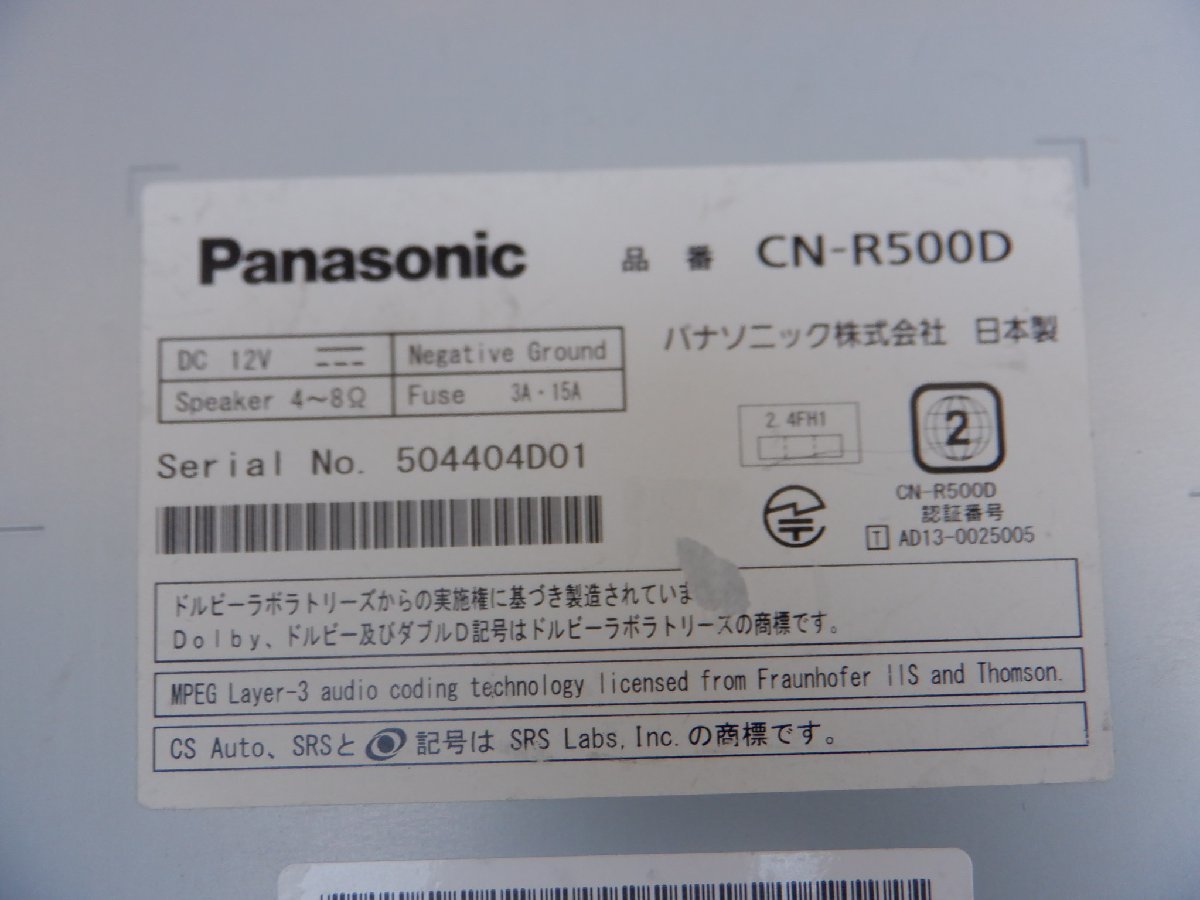 Panasonic 品番 CN-R500D
パナソニック株式会社 日本製
DC 12V Negative Ground
Speaker 4〜8Ω Fuse 3A・15A
2.4FH1
2
Serial No. 504404D01
CN-R500D
認証番号
T AD13-0025005
ドルビーラボラトリーズからの実施権に基づき製造されていま
Dolby、ドルビー及びダブルD記号はドルビーラボラトリーズの商標です。
MPEG Layer-3 audio coding technology licensed from Fraunhofer IIS and Thomson.
CS Auto、SRSと 記号は SRS Labs, Inc. の商標です。